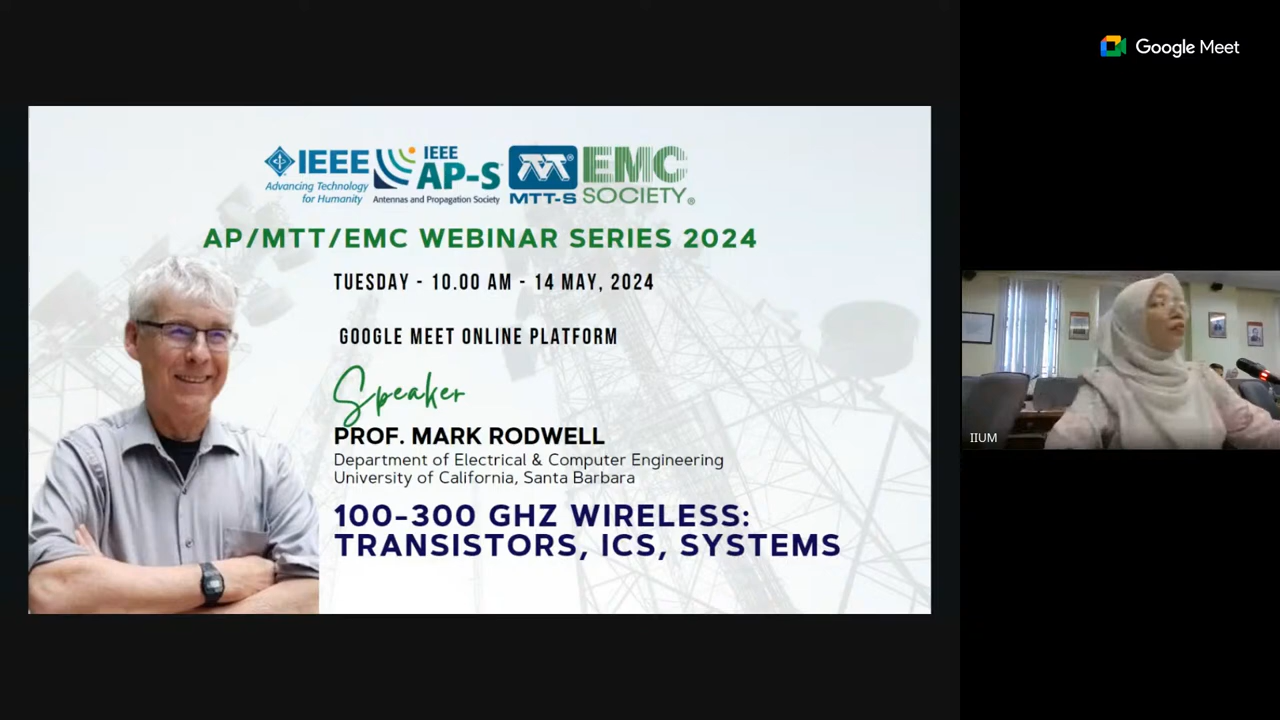 Google Meet
IEEE
Advancing Technology
for Humanity
IEEE
AP-S
Antennas and Propagation Society
MTT-S
EMC
SOCIETY®
AP/MTT/EMC WEBINAR SERIES 2024
TUESDAY - 10.00 AM - 14 MAY, 2024
GOOGLE MEET ONLINE PLATFORM
Speaker
PROF. MARK RODWELL
Department of Electrical & Computer Engineering
University of California, Santa Barbara
100-300 GHZ WIRELESS:
TRANSISTORS, ICS, SYSTEMS
IIUM